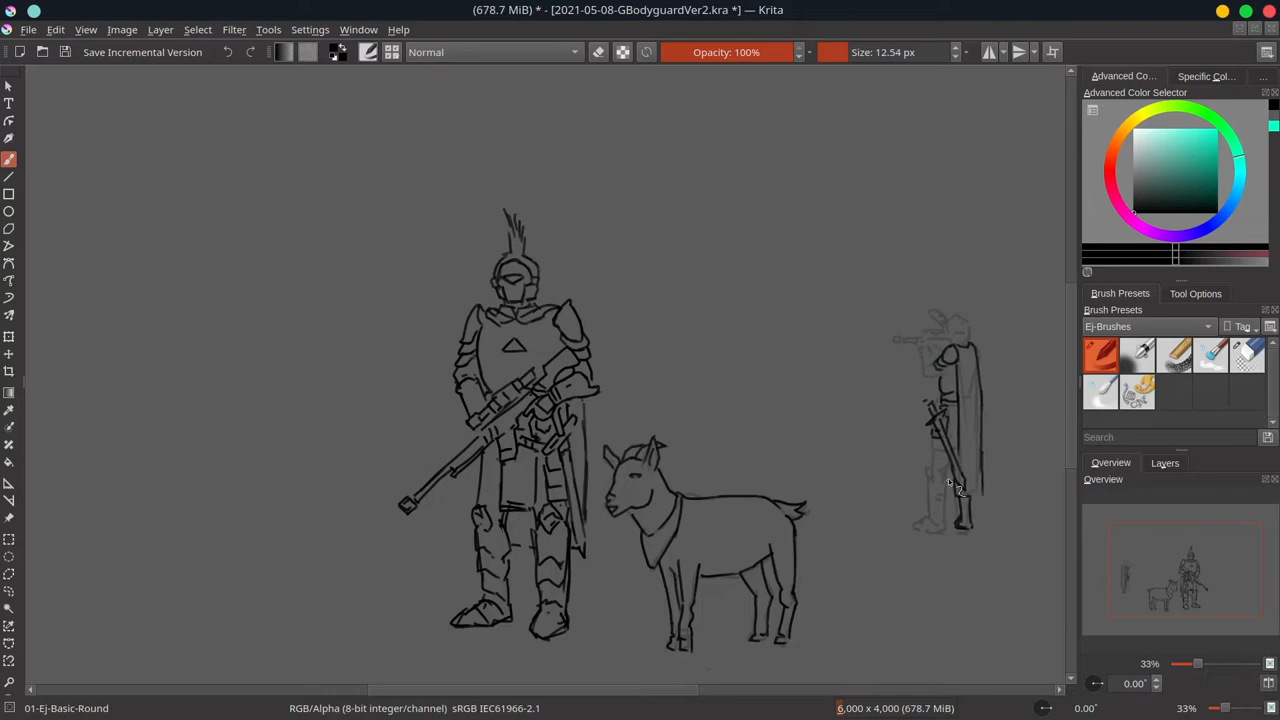 (678.7 MiB) * - [2021-05-08-GBodyguardVer2.kra *] — Krita
File Edit View Image Layer Select Filter Tools Settings Window Help
Save Incremental Version Normal Opacity: 100% Size: 12.54 px
Advanced Co... Specific Col... ...
Advanced Color Selector
Brush Presets Tool Options
Brush Presets
Ej-Brushes Tag
Search
Overview Layers
Overview
33%
0.00°
01-Ej-Basic-Round RGB/Alpha (8-bit integer/channel) sRGB IEC61966-2.1 6,000 x 4,000 (678.7 MiB) 0.00° 33%